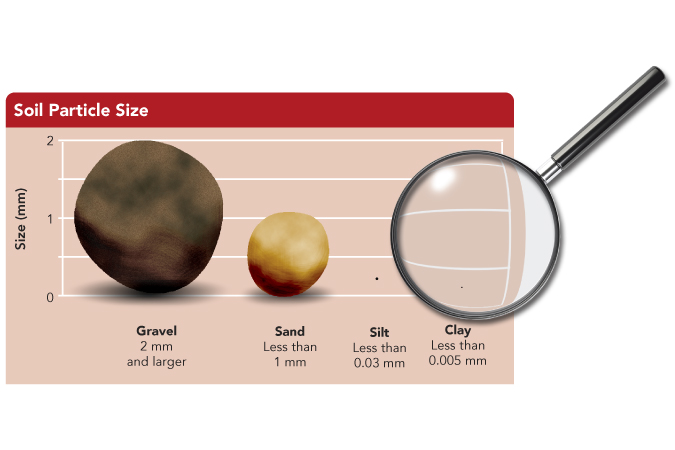 Soil Particle Size
2
1
0
Size (mm)
Gravel
2 mm
and larger
Sand
Less than
1 mm
Silt
Less than
0.03 mm
Clay
Less than
0.005 mm